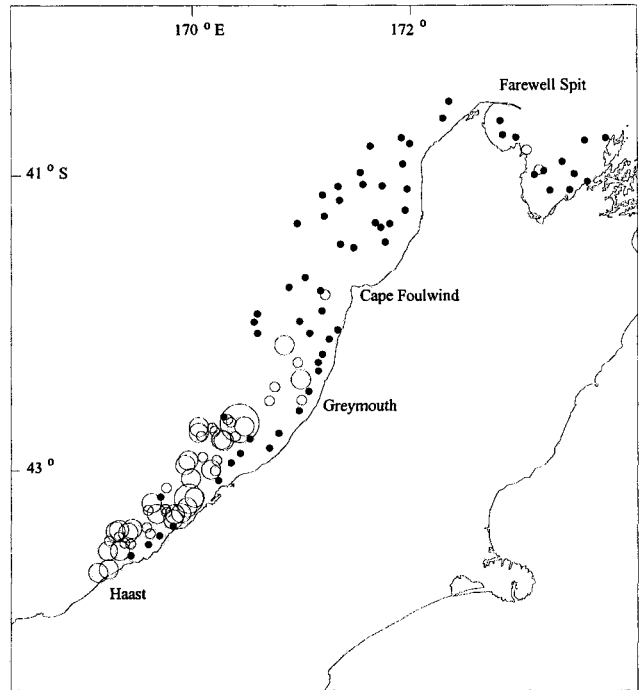 170 ° E
172 °
Farewell Spit
41 ° S
Cape Foulwind
Greymouth
43 °
Haast